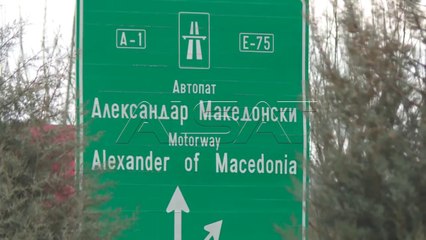 A-1 E-75
Автопат
Александар Македонски
Motorway
Alexander of Macedonia